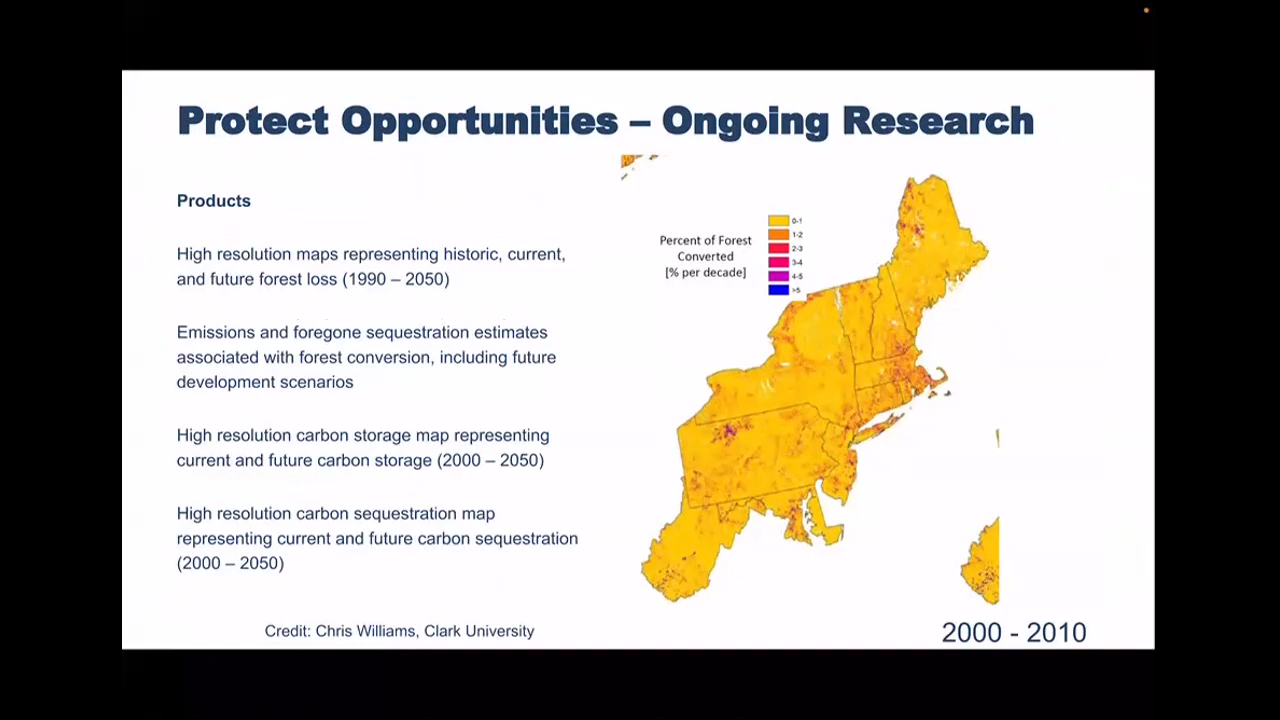 Protect Opportunities – Ongoing Research
Products
High resolution maps representing historic, current,
and future forest loss (1990 – 2050)
Emissions and foregone sequestration estimates
associated with forest conversion, including future
development scenarios
High resolution carbon storage map representing
current and future carbon storage (2000 – 2050)
High resolution carbon sequestration map
representing current and future carbon sequestration
(2000 – 2050)
Credit: Chris Williams, Clark University
Percent of Forest
Converted
[% per decade]
0-1
1-2
2-3
3-4
4-5
>5
2000 - 2010